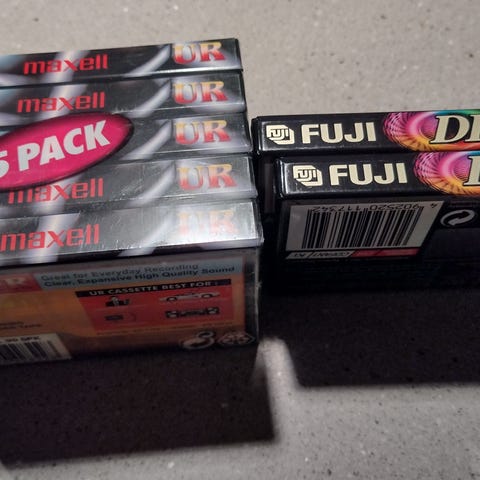 maxell UR
maxell UR
5 PACK UR
maxell UR
maxell UR
Great for Everyday Recording
Clear, Expansive High Quality Sound
UR CASSETTE BEST FOR :
FUJI
FUJI